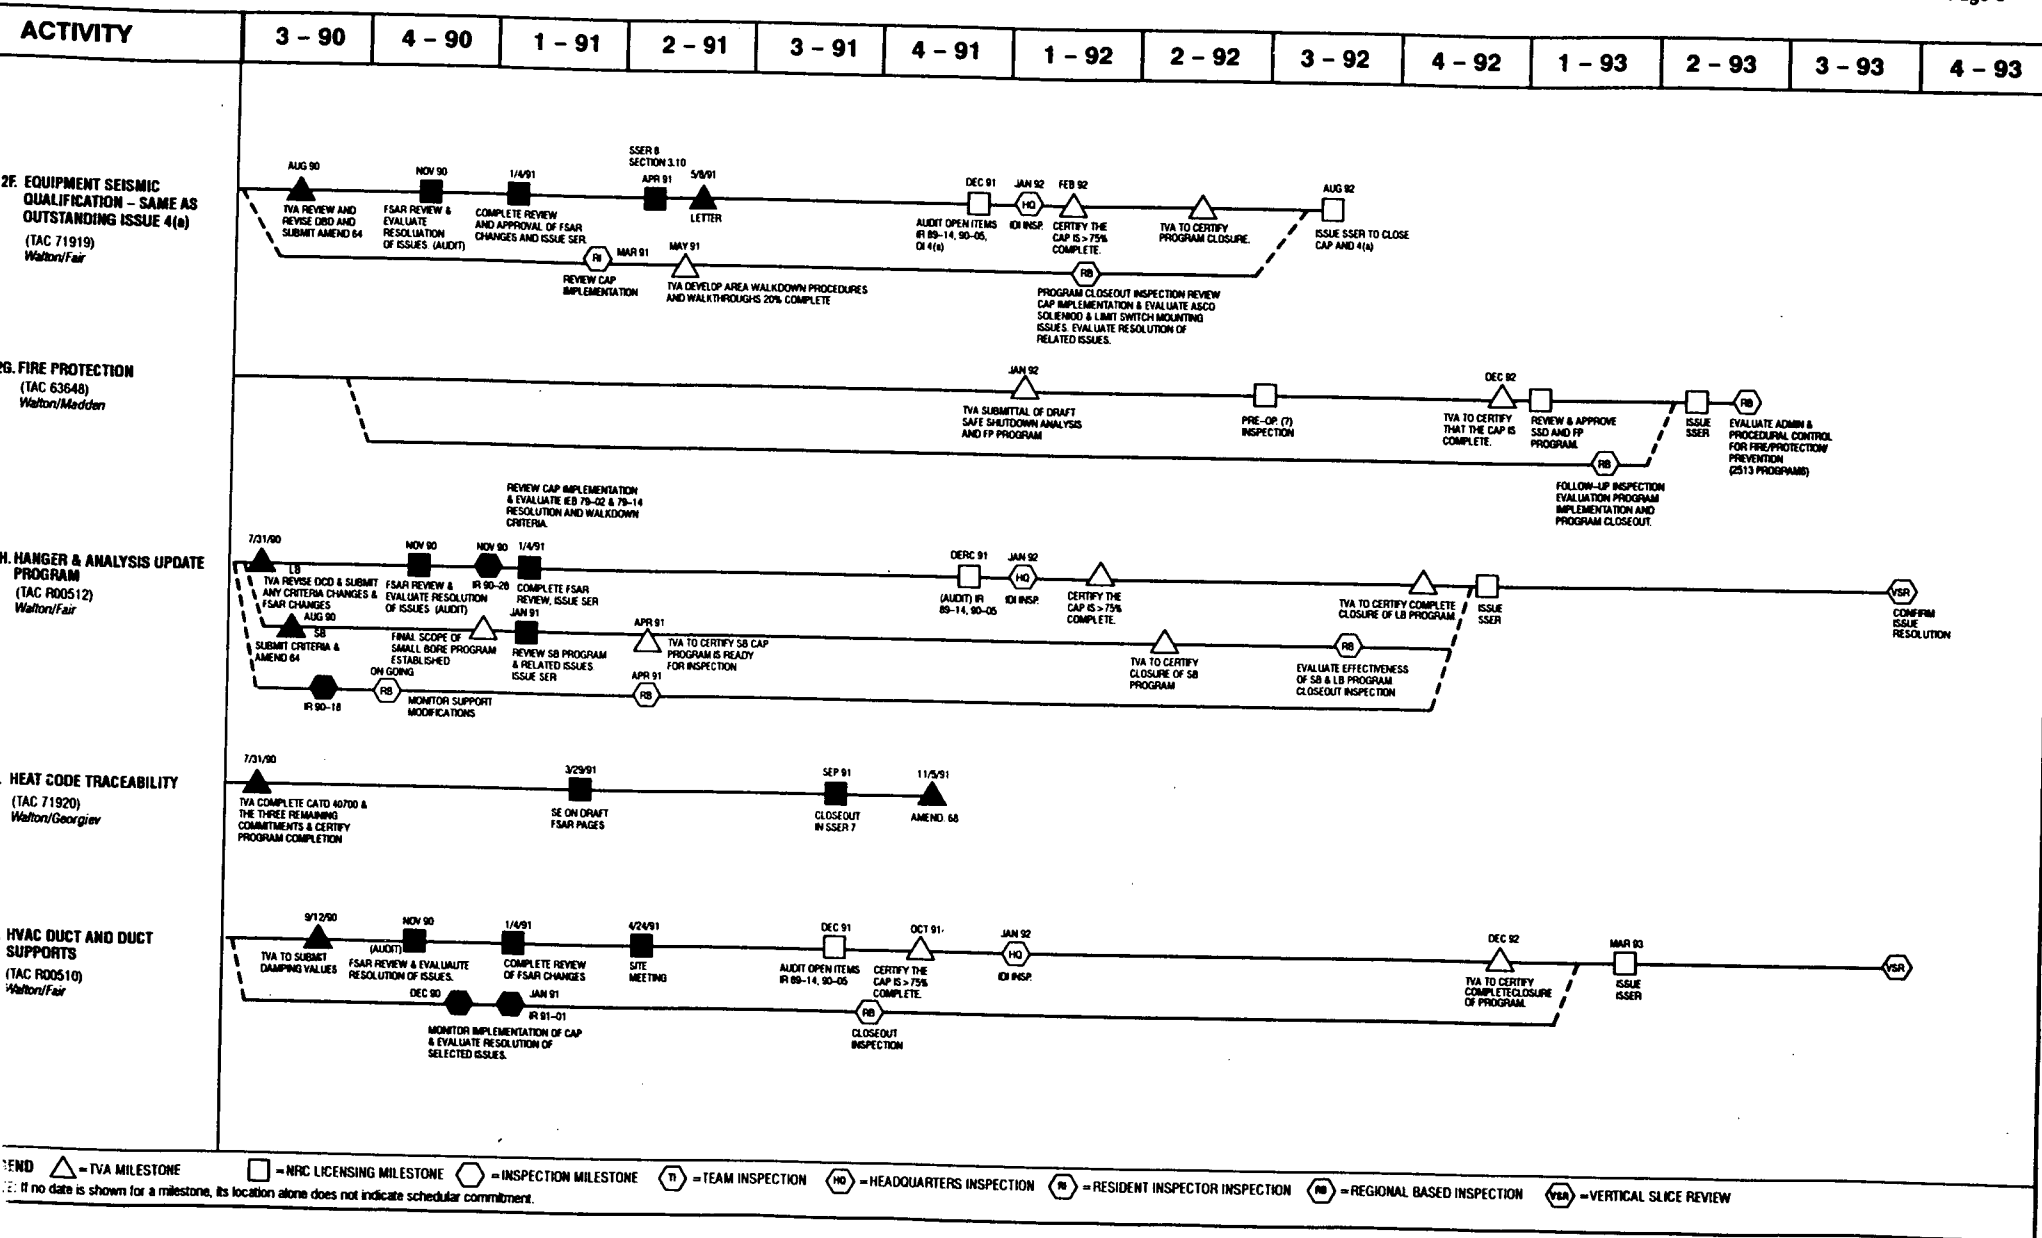 ACTIVITY
3 – 90
4 – 90
1 – 91
2 – 91
3 – 91
4 – 91
1 – 92
2 – 92
3 – 92
4 – 92
1 – 93
2 – 93
3 – 93
4 – 93
2F. EQUIPMENT SEISMIC
QUALIFICATION – SAME AS
OUTSTANDING ISSUE 4(a)
(TAC 71919)
Walton/Fair
AUG 90
TVA REVIEW AND
REVISE DBD AND
SUBMIT AMEND 64
NOV 90
FSAR REVIEW &
EVALUATE
RESOLUATION
OF ISSUES. (AUDIT)
1/4/91
COMPLETE REVIEW
AND APPROVAL OF FSAR
CHANGES AND ISSUE SER.
SSER 6
SECTION 3.10
APR 91
5/8/91
LETTER
DEC 91
AUDIT OPEN ITEMS
IR 89–14, 90–05,
OI 4(a)
JAN 92
HQ
IDI INSP.
FEB 92
CERTIFY THE
CAP IS > 75%
COMPLETE.
TVA TO CERTIFY
PROGRAM CLOSURE.
AUG 92
ISSUE SSER TO CLOSE
CAP AND 4(a)
RI
MAR 91
REVIEW CAP
IMPLEMENTATION
MAY 91
TVA DEVELOP AREA WALKDOWN PROCEDURES
AND WALKTHROUGHS 20% COMPLETE
RB
PROGRAM CLOSEOUT INSPECTION REVIEW
CAP IMPLEMENTATION & EVALUATE ASCO
SOLIENIOD & LIMIT SWITCH MOUNTING
ISSUES. EVALUATE RESOLUTION OF
RELATED ISSUES.
2G. FIRE PROTECTION
(TAC 63648)
Walton/Madden
JAN 92
TVA SUBMITTAL OF DRAFT
SAFE SHUTDOWN ANALYSIS
AND FP PROGRAM
PRE–OP. (7)
INSPECTION
DEC 92
TVA TO CERTIFY
THAT THE CAP IS
COMPLETE.
REVIEW & APPROVE
SSD AND FP
PROGRAM.
ISSUE
SSER
RB
EVALUATE ADMIN &
PROCEDURAL CONTROL
FOR FIRE/PROTECTION/
PREVENTION
(2513 PROGRAMS)
RB
FOLLOW–UP INSPECTION
EVALUATION PROGRAM
IMPLEMENTATION AND
PROGRAM CLOSEOUT.
H. HANGER & ANALYSIS UPDATE
PROGRAM
(TAC R00512)
Walton/Fair
REVIEW CAP IMPLEMENTATION
& EVALUATE IEB 79–02 & 79–14
RESOLUTION AND WALKDOWN
CRITERIA.
7/31/90
LB
TVA REVISE DCD & SUBMIT
ANY CRITERIA CHANGES &
FSAR CHANGES
NOV 90
FSAR REVIEW &
EVALUATE RESOLUTION
OF ISSUES (AUDIT)
NOV 90
IR 90–26
1/4/91
COMPLETE FSAR
REVIEW, ISSUE SER
DERC 91
(AUDIT) IR
89–14, 90–05
JAN 92
HQ
IDI INSP.
CERTIFY THE
CAP IS > 75%
COMPLETE.
TVA TO CERTIFY COMPLETE
CLOSURE OF LB PROGRAM.
ISSUE
SSER
VSR
CONFIRM
ISSUE
RESOLUTION
AUG 90
SB
SUBMIT CRITERIA &
AMEND 64
FINAL SCOPE OF
SMALL BORE PROGRAM
ESTABLISHED
JAN 91
REVIEW SB PROGRAM
& RELATED ISSUES
ISSUE SER
APR 91
TVA TO CERTIFY SB CAP
PROGRAM IS READY
FOR INSPECTION
TVA TO CERTIFY
CLOSURE OF SB
PROGRAM
RB
EVALUATE EFFECTIVENESS
OF SB & LB PROGRAM
CLOSEOUT INSPECTION
IR 90–18
ON GOING
RB
MONITOR SUPPORT
MODIFICATIONS
APR 91
RB
HEAT CODE TRACEABILITY
(TAC 71920)
Walton/Georgiev
7/31/90
TVA COMPLETE CATD 40700 &
THE THREE REMAINING
COMMITMENTS & CERTIFY
PROGRAM COMPLETION
3/29/91
SE ON DRAFT
FSAR PAGES
SEP 91
CLOSEOUT
IN SSER 7
11/5/91
AMEND. 68
HVAC DUCT AND DUCT
SUPPORTS
(TAC R00510)
Walton/Fair
9/12/90
TVA TO SUBMIT
DAMPING VALUES
NOV 90
(AUDIT)
FSAR REVIEW & EVALUAUTE
RESOLUTION OF ISSUES.
1/4/91
COMPLETE REVIEW
OF FSAR CHANGES
4/24/91
SITE
MEETING
DEC 91
AUDIT OPEN ITEMS
IR 89–14, 90–05
OCT 91
CERTIFY THE
CAP IS > 75%
COMPLETE.
JAN 92
HQ
IDI INSP.
DEC 92
TVA TO CERTIFY
COMPLETECLOSURE
OF PROGRAM.
MAR 93
ISSUE
ISSER
VSR
DEC 90
JAN 91
IR 91–01
MONITOR IMPLEMENTATION OF CAP
& EVALUATE RESOLUTION OF
SELECTED ISSUES.
RB
CLOSEOUT
INSPECTION
END = TVA MILESTONE = NRC LICENSING MILESTONE = INSPECTION MILESTONE TI = TEAM INSPECTION HQ = HEADQUARTERS INSPECTION RI = RESIDENT INSPECTOR INSPECTION RB = REGIONAL BASED INSPECTION VSR = VERTICAL SLICE REVIEW
E: If no date is shown for a milestone, its location alone does not indicate schedular commitment.